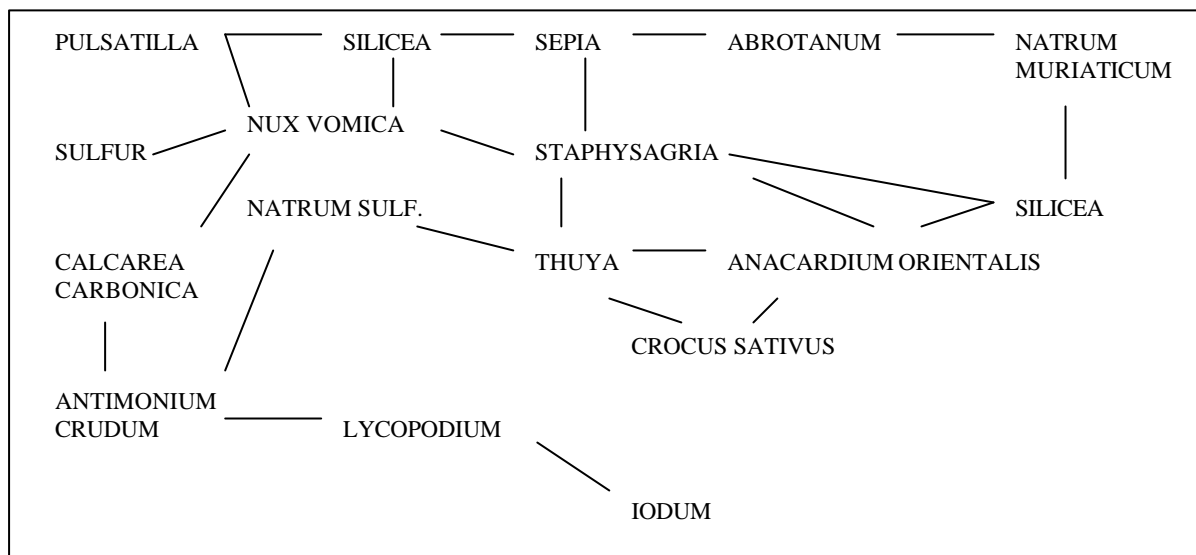 PULSATILLA
SILICEA
SEPIA
ABROTANUM
NATRUM
MURIATICUM
NUX VOMICA
SULFUR
STAPHYSAGRIA
NATRUM SULF.
SILICEA
CALCAREA
CARBONICA
THUYA
ANACARDIUM ORIENTALIS
CROCUS SATIVUS
ANTIMONIUM
CRUDUM
LYCOPODIUM
IODUM